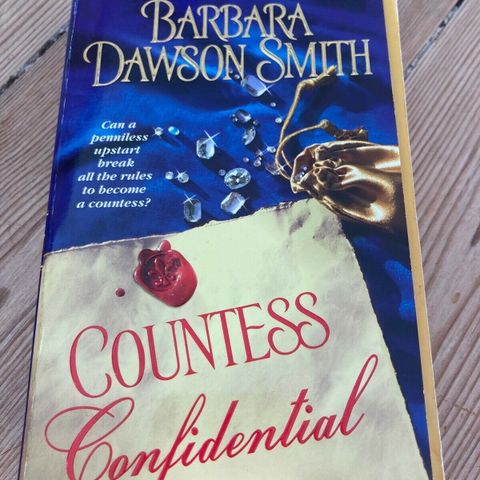 BARBARA
DAWSON SMITH
Can a
penniless
upstart
break
all the rules
to become
a countess?
COUNTESS
Confidential